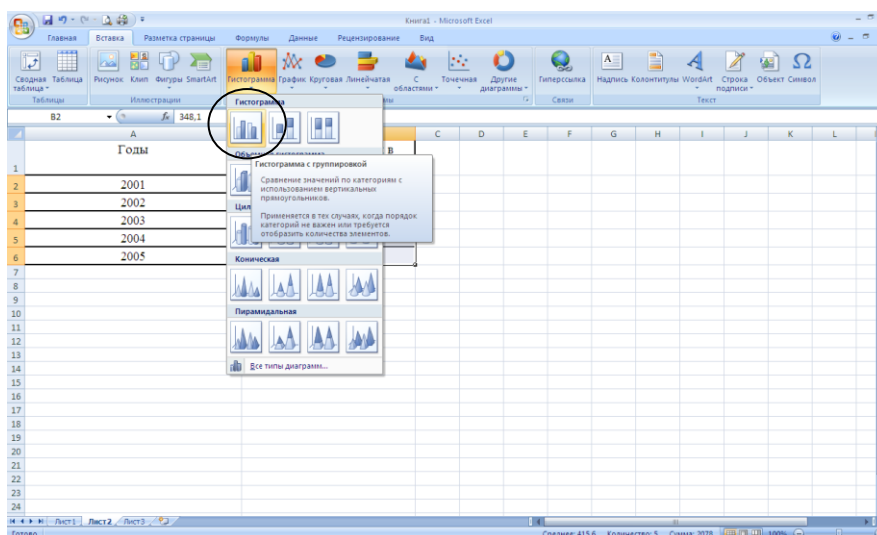 Книга1 - Microsoft Excel
Главная Вставка Разметка страницы Формулы Данные Рецензирование Вид
Сводная таблица Таблица Рисунок Клип Фигуры SmartArt Гистограмма График Круговая Линейчатая С областями Точечная Другие диаграммы Гиперссылка Надпись Колонтитулы WordArt Строка подписи Объект Символ
Таблицы Иллюстрации Связи Текст
B2 fx 348,1
Гистограмма
A C D E F G H I J K L
1 Годы в
Гистограмма с группировкой
Сравнение значений по категориям с
использованием вертикальных
прямоугольников.
Применяется в тех случаях, когда порядок
категорий не важен или требуется
отобразить количества элементов.
2 2001
3 2002
4 2003
5 2004
6 2005
Коническая
7
8
9
10
Пирамидальная
11
12
13
Все типы диаграмм...
14
15
16
17
18
19
20
21
22
23
24
Лист1 Лист2 Лист3
Готово Среднее: 415,6 Количество: 5 Сумма: 2078 100%